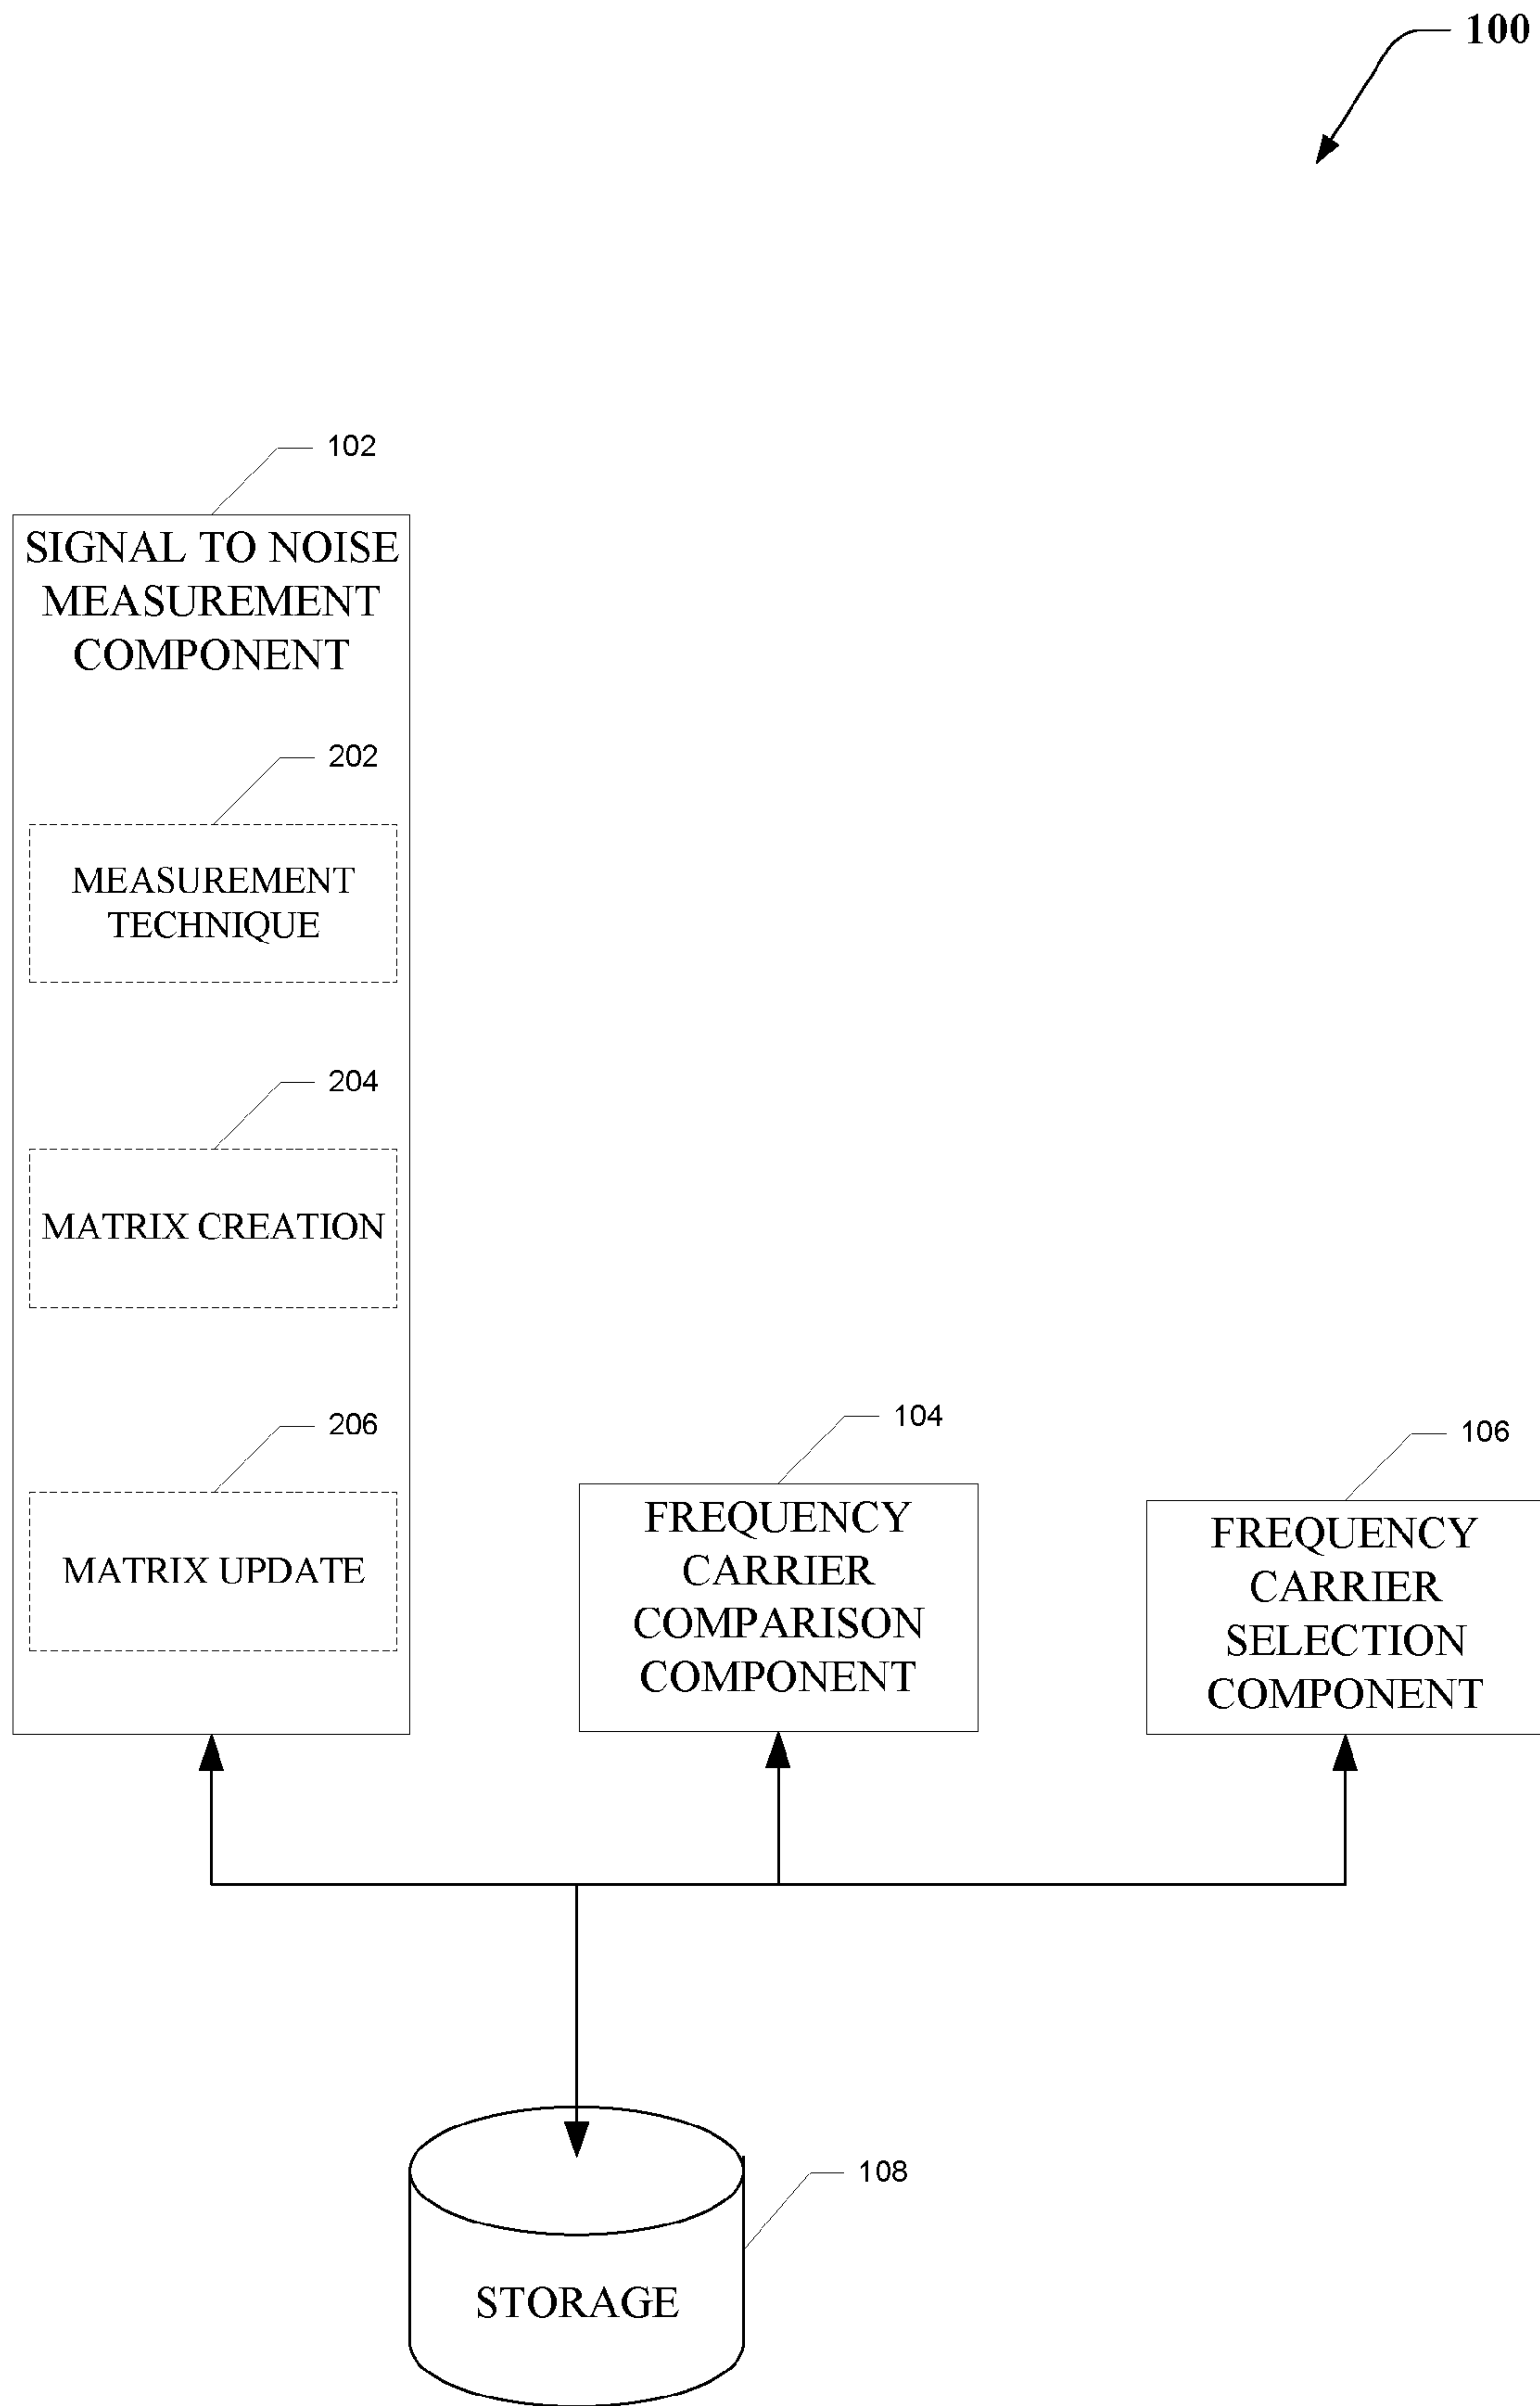 100
102
SIGNAL TO NOISE
MEASUREMENT
COMPONENT
202
MEASUREMENT
TECHNIQUE
204
MATRIX CREATION
206
MATRIX UPDATE
104
FREQUENCY
CARRIER
COMPARISON
COMPONENT
106
FREQUENCY
CARRIER
SELECTION
COMPONENT
108
STORAGE